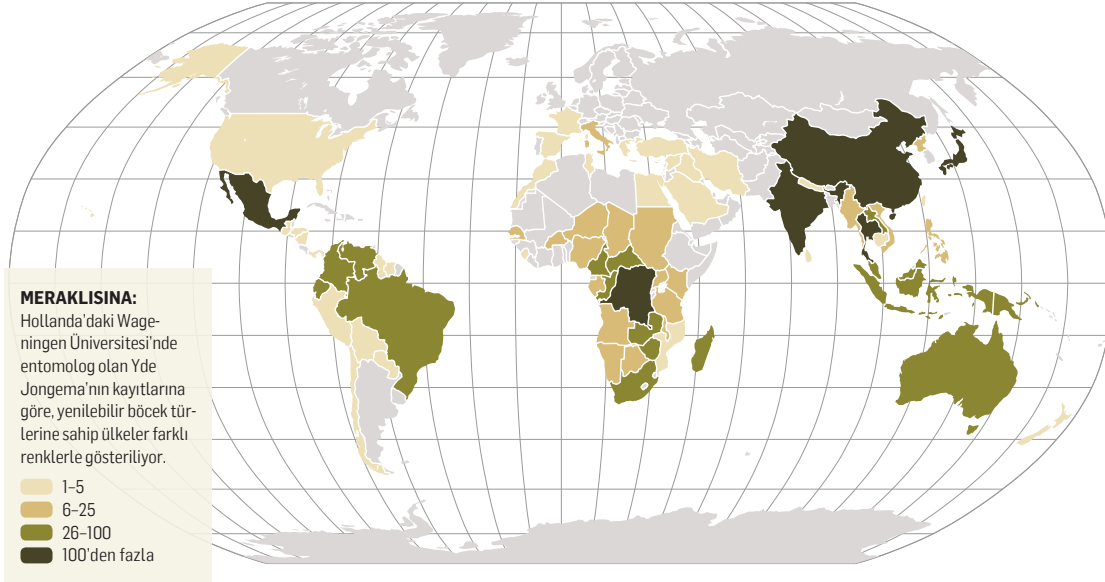 MERAKLISINA:
Hollanda'daki Wage-
ningen Üniversitesi'nde
entomolog olan Yde
Jongema'nın kayıtlarına
göre, yenilebilir böcek tür-
lerine sahip ülkeler farklı
renklerle gösteriliyor.
1–5
6–25
26–100
100'den fazla